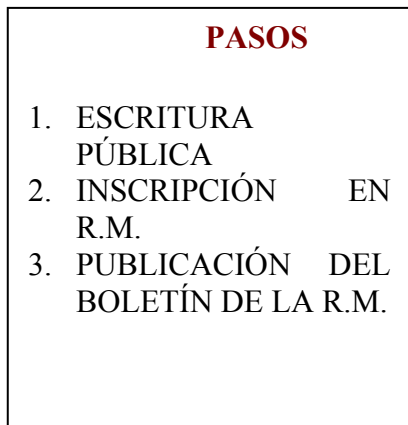 PASOS
1. ESCRITURA
PÚBLICA
2. INSCRIPCIÓN EN
R.M.
3. PUBLICACIÓN DEL
BOLETÍN DE LA R.M.